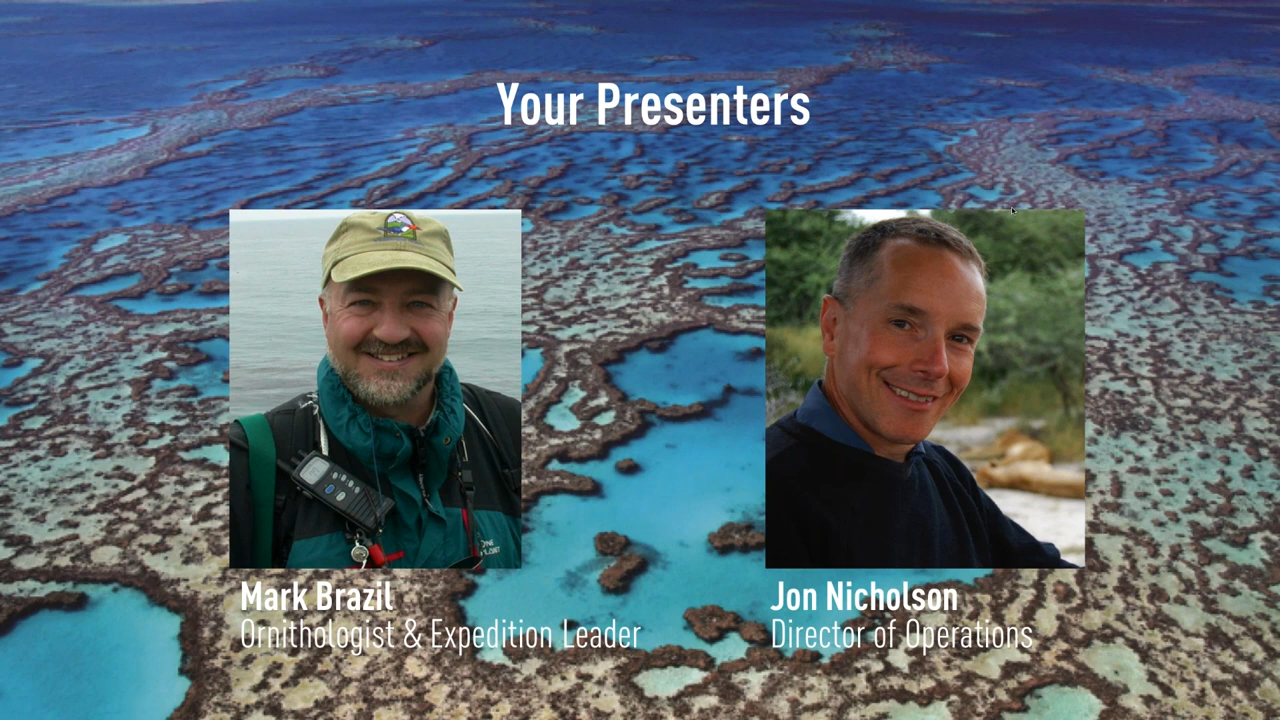 Your Presenters
Mark Brazil
Ornithologist & Expedition Leader
Jon Nicholson
Director of Operations